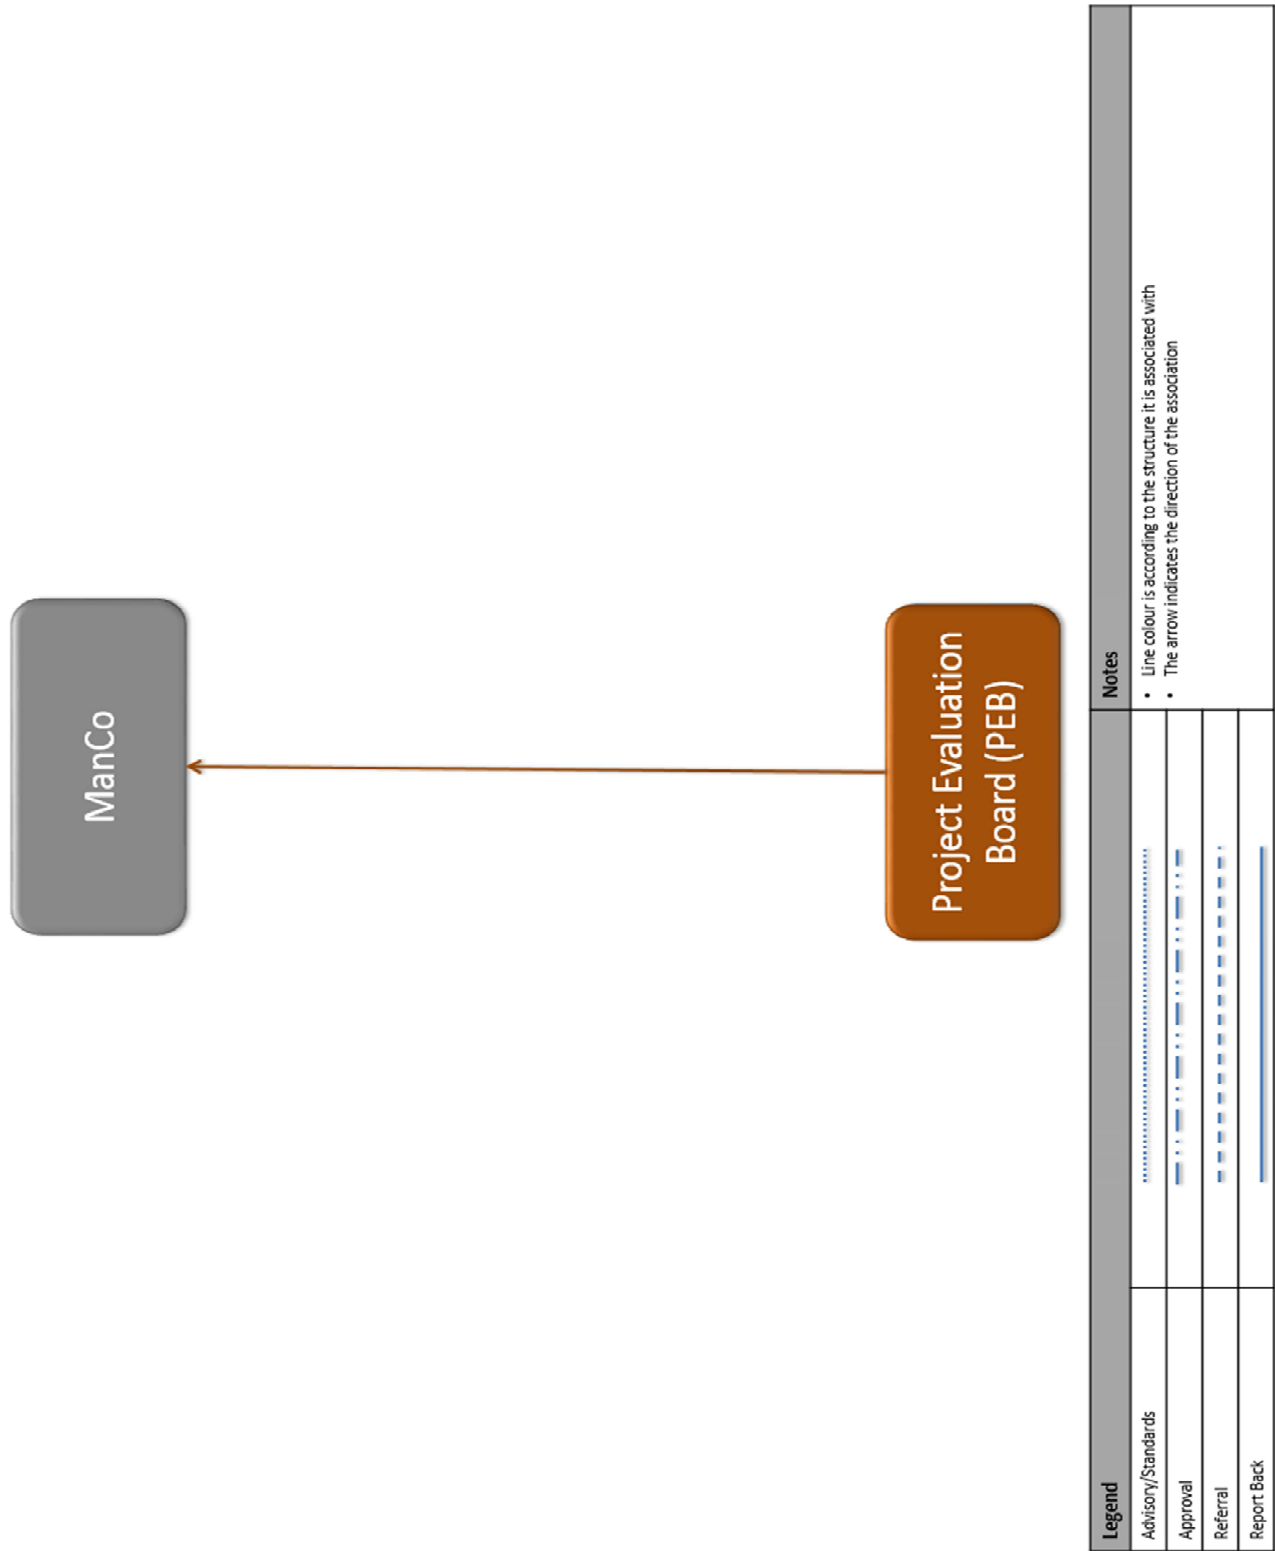 ManCo
Project Evaluation
Board (PEB)
Legend
Notes
Advisory/Standards
• Line colour is according to the structure it is associated with
• The arrow indicates the direction of the association
Approval
Referral
Report Back